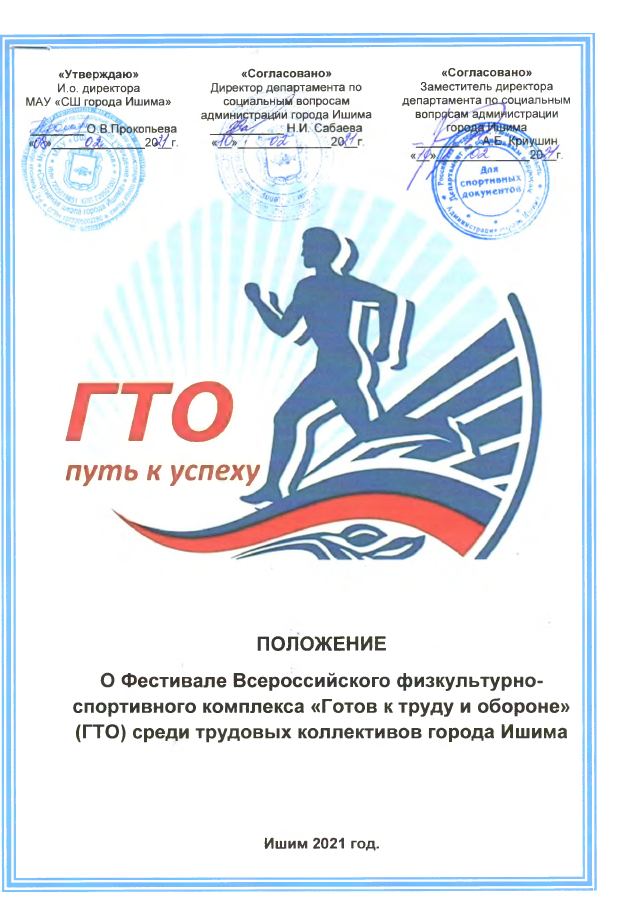 «Утверждаю»
И.о. директора
МАУ «СШ города Ишима»
О.В.Прокопьева
«08» 02 2021 г.
«Согласовано»
Директор департамента по
социальным вопросам
администрации города Ишима
Н.И. Сабаева
«10» 02 2021 г.
«Согласовано»
Заместитель директора
департамента по социальным
вопросам администрации
города Ишима
А.Б. Криушин
«10» 02 2021 г.
Для
спортивных
документов
ГТО
путь к успеху
ПОЛОЖЕНИЕ
О Фестивале Всероссийского физкультурно-
спортивного комплекса «Готов к труду и обороне»
(ГТО) среди трудовых коллективов города Ишима
Ишим 2021 год.